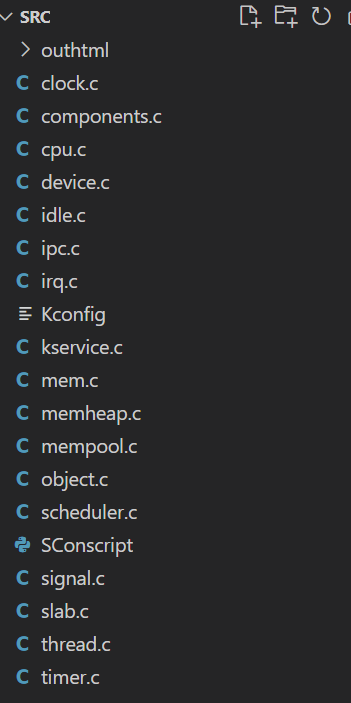 SRC
outhtml
C clock.c
C components.c
C cpu.c
C device.c
C idle.c
C ipc.c
C irq.c
Kconfig
C kservice.c
C mem.c
C memheap.c
C mempool.c
C object.c
C scheduler.c
SConscript
C signal.c
C slab.c
C thread.c
C timer.c